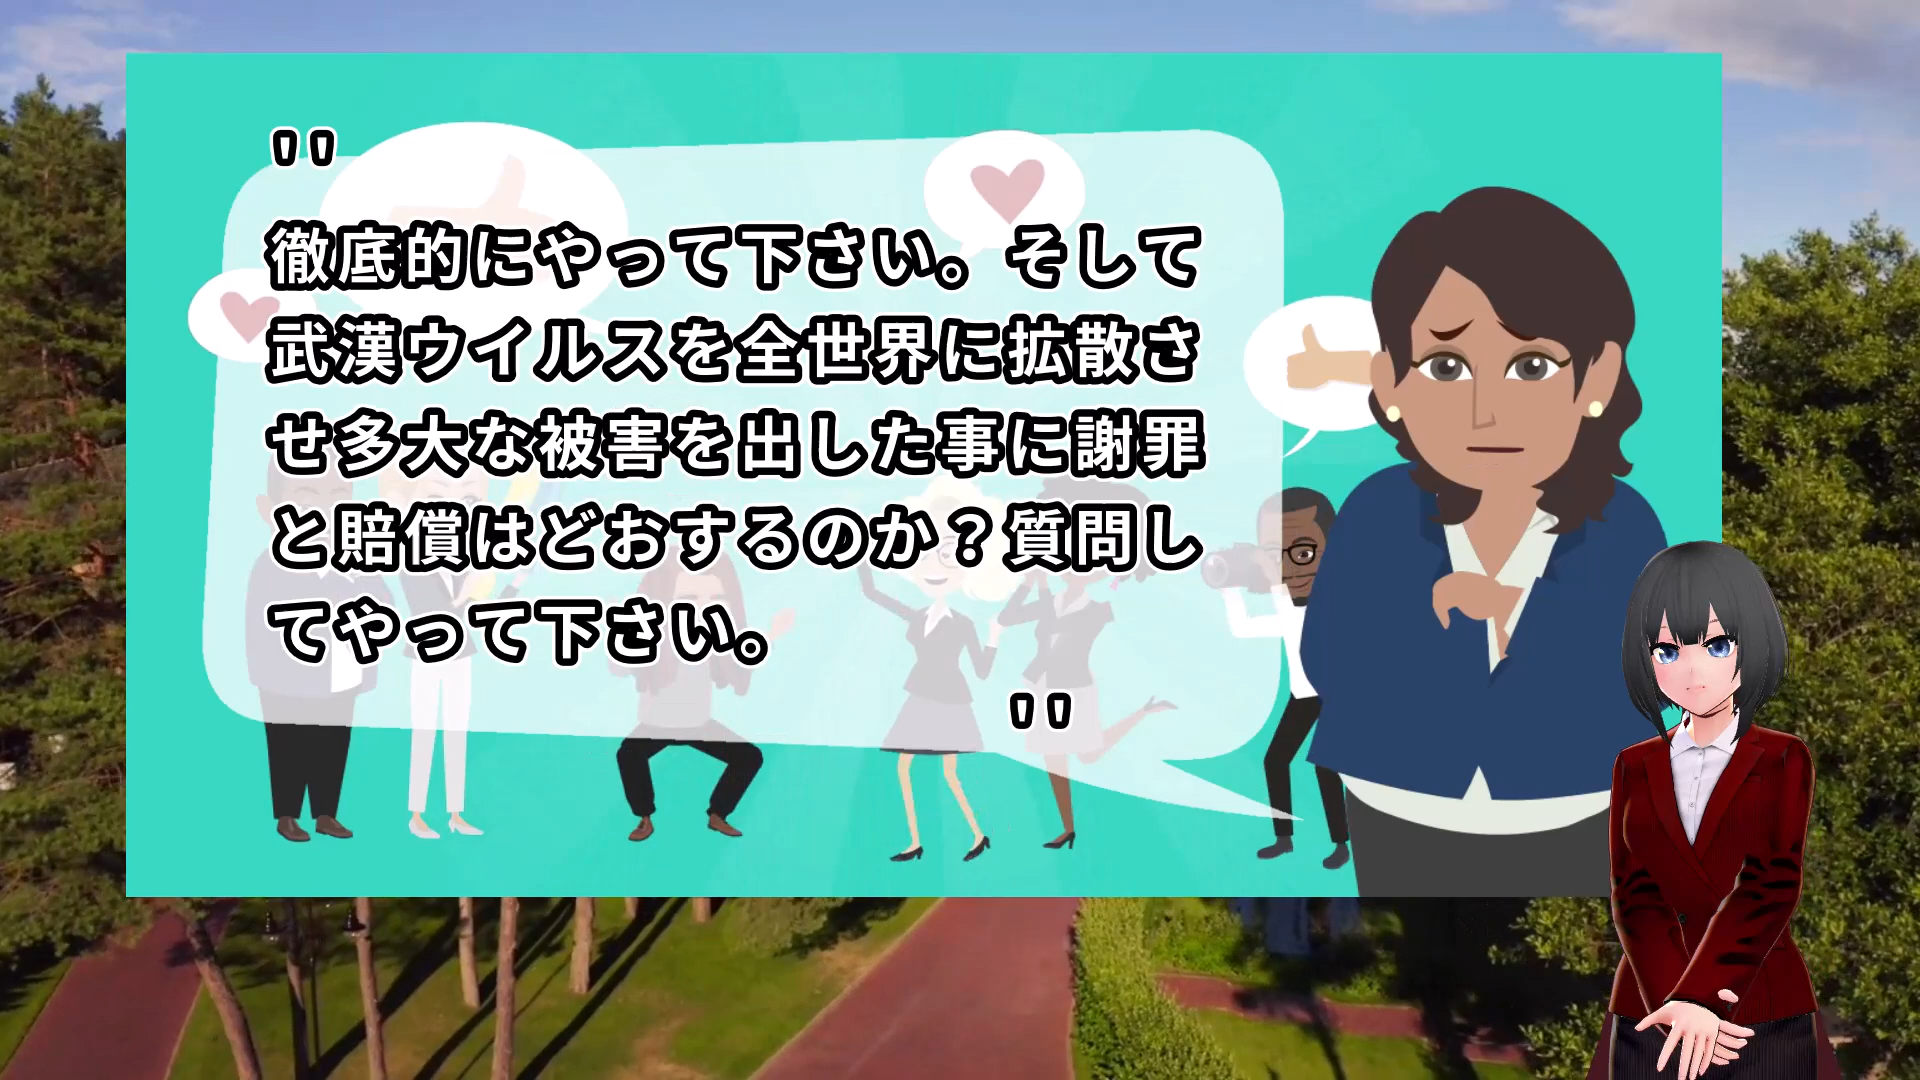 "
徹底的にやって下さい。そして
武漢ウイルスを全世界に拡散さ
せ多大な被害を出した事に謝罪
と賠償はどおするのか？質問し
てやって下さい。
"